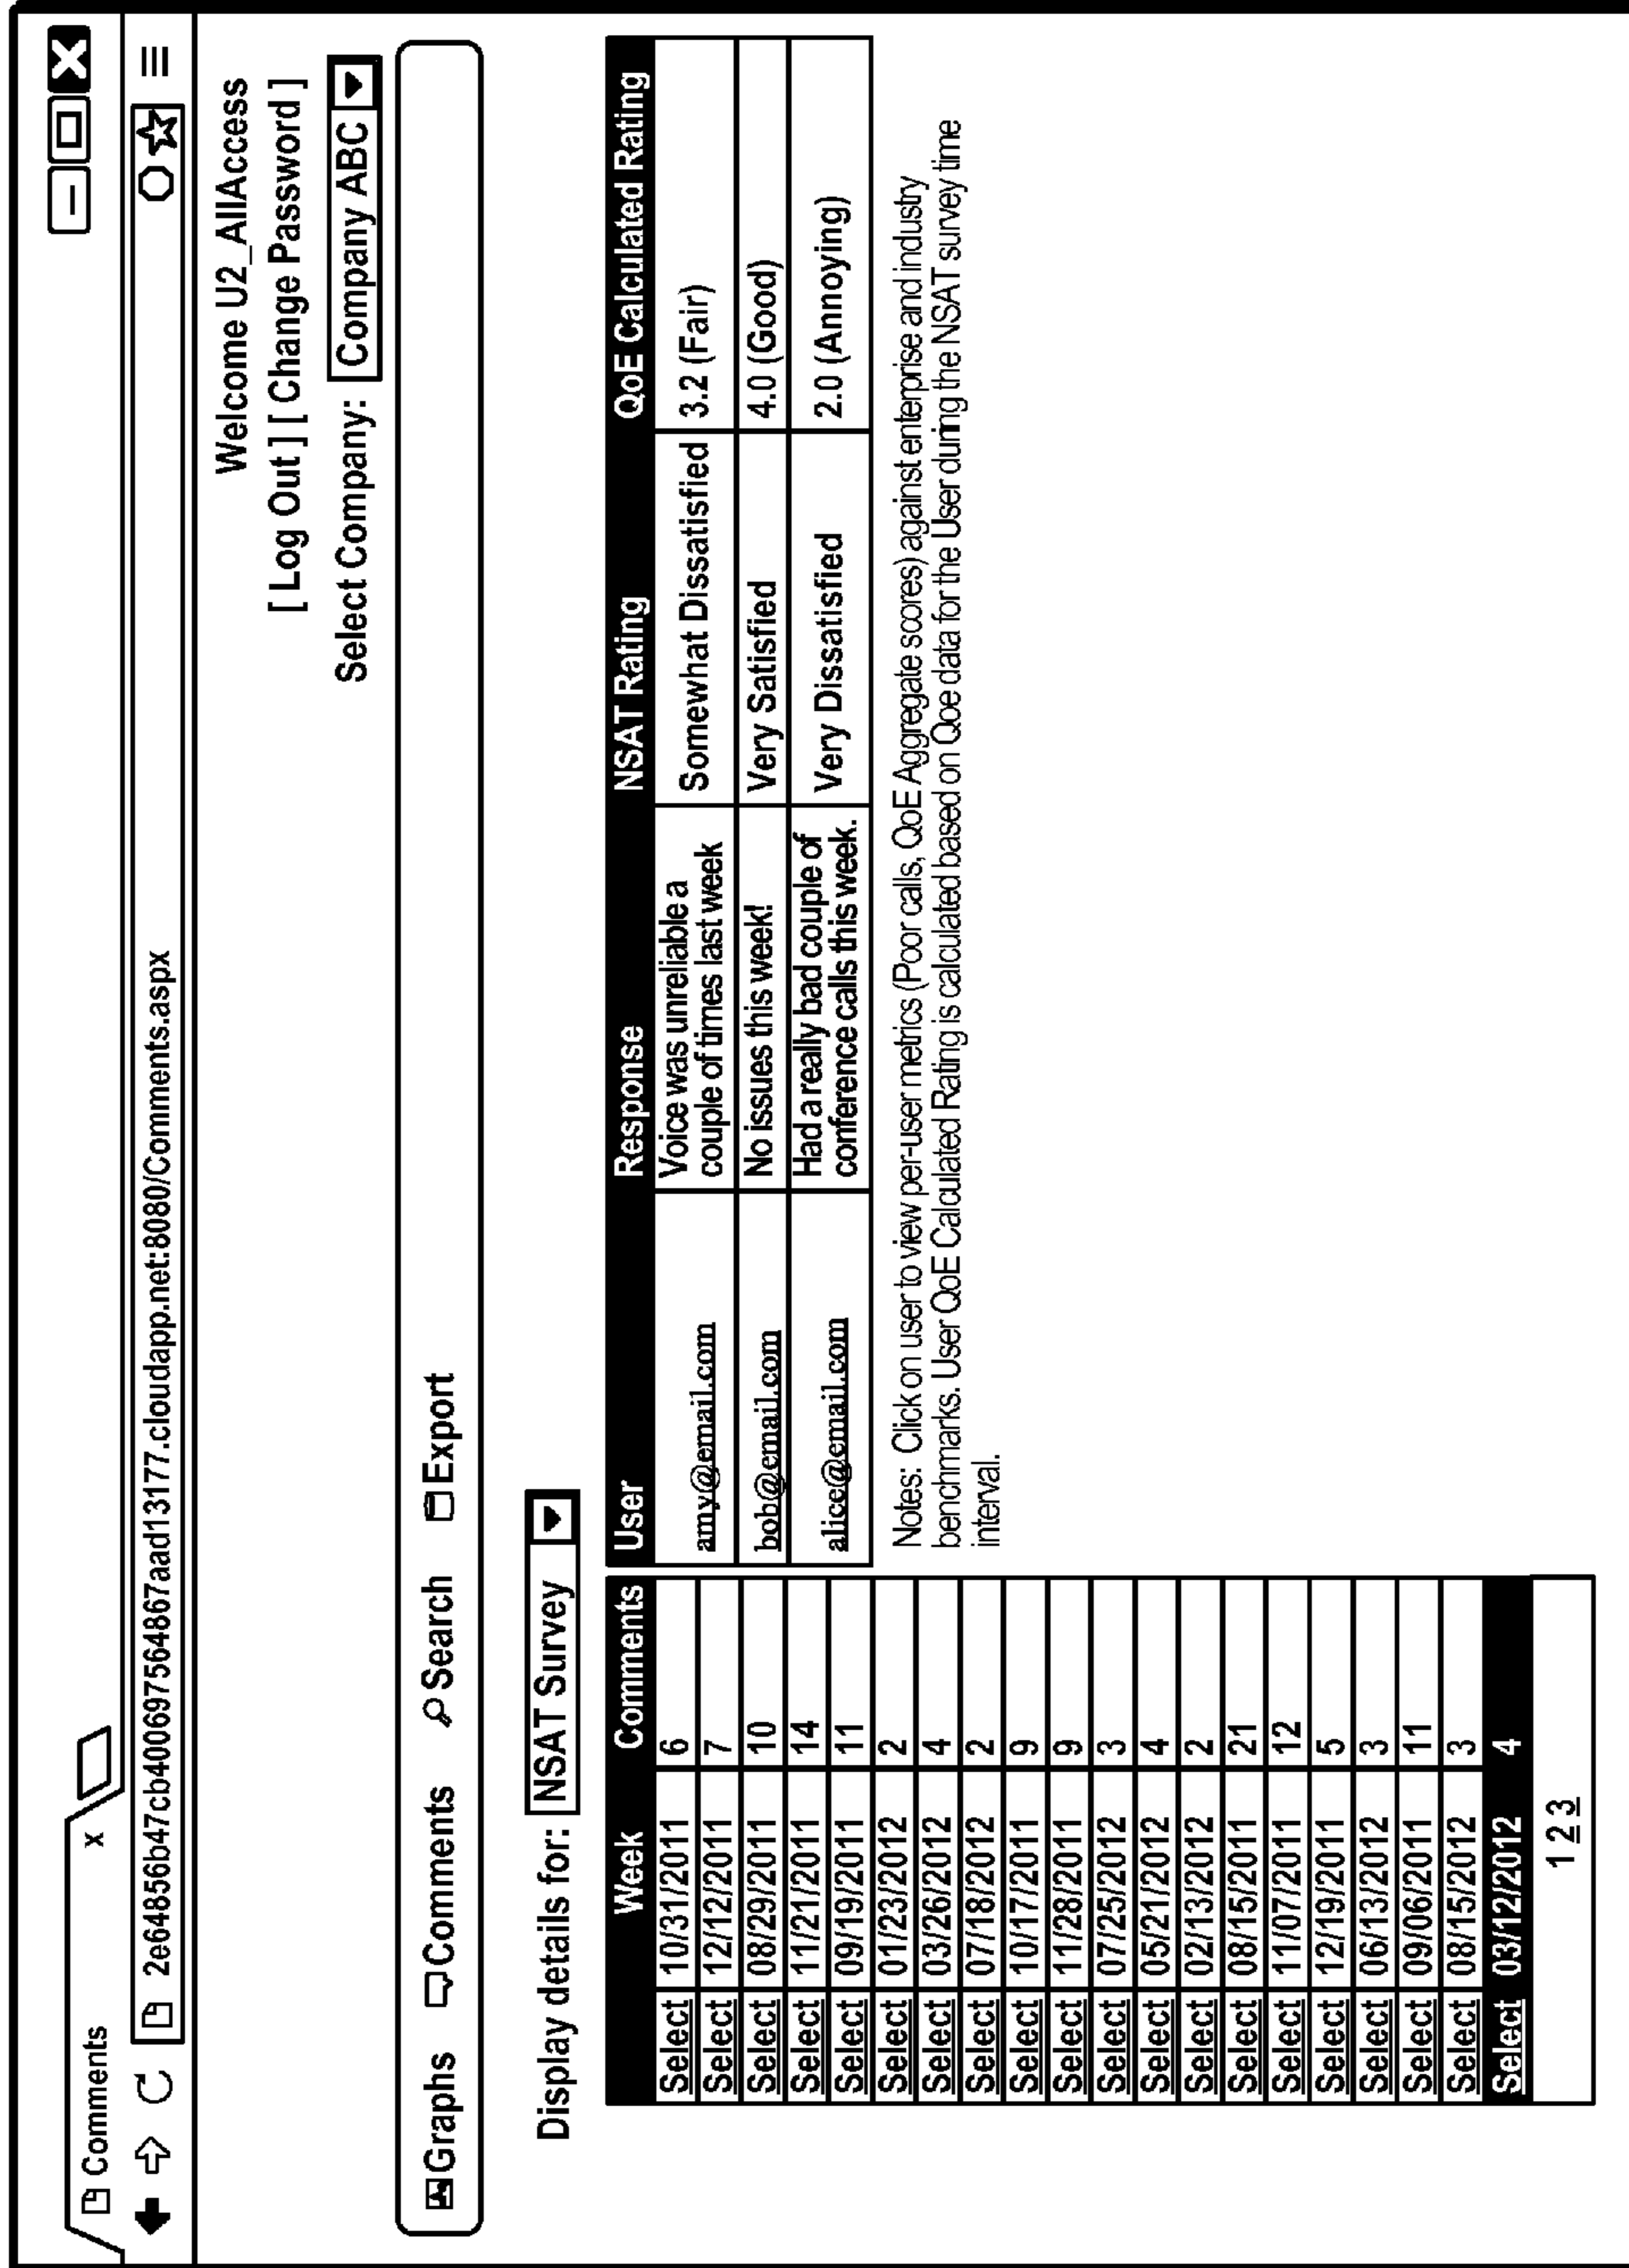 Comments x
2e64856b47cb4006975648​67aad13177.cloudapp.net:8080/Comments.aspx
Welcome U2_AllAccess
[ Log Out ] [ Change Password ]
Select Company: Company ABC
Graphs Comments Search Export
Display details for: NSAT Survey
Week Comments
Select 10/31/2011 6
Select 12/12/2011 7
Select 08/29/2011 10
Select 11/21/2011 14
Select 09/19/2011 11
Select 01/23/2012 2
Select 03/26/2012 4
Select 07/18/2012 2
Select 10/17/2011 9
Select 11/28/2011 9
Select 07/25/2012 3
Select 05/21/2012 4
Select 02/13/2012 2
Select 08/15/2011 21
Select 11/07/2011 12
Select 12/19/2011 5
Select 06/13/2012 3
Select 09/06/2011 11
Select 08/15/2012 3
Select 03/12/2012 4
1 2 3
User Response NSAT Rating QoE Calculated Rating
amy@email.com Voice was unreliable a Somewhat Dissatisfied 3.2 (Fair)
couple of times last week
bob@email.com No issues this week! Very Satisfied 4.0 (Good)
alice@email.com Had a really bad couple of Very Dissatisfied 2.0 (Annoying)
conference calls this week.
Notes: Click on user to view per-user metrics (Poor calls, QoE Aggregate scores) against enterprise and industry
benchmarks. User QoE Calculated Rating is calculated based on Qoe data for the User during the NSAT survey time
interval.